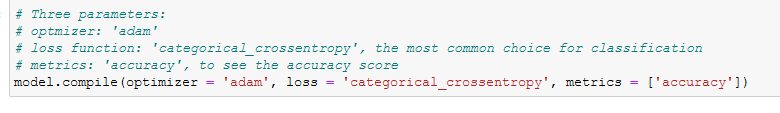 # Three parameters:
# optmizer: 'adam'
# loss function: 'categorical_crossentropy', the most common choice for classification
# metrics: 'accuracy', to see the accuracy score
model.compile(optimizer = 'adam', loss = 'categorical_crossentropy', metrics = ['accuracy'])